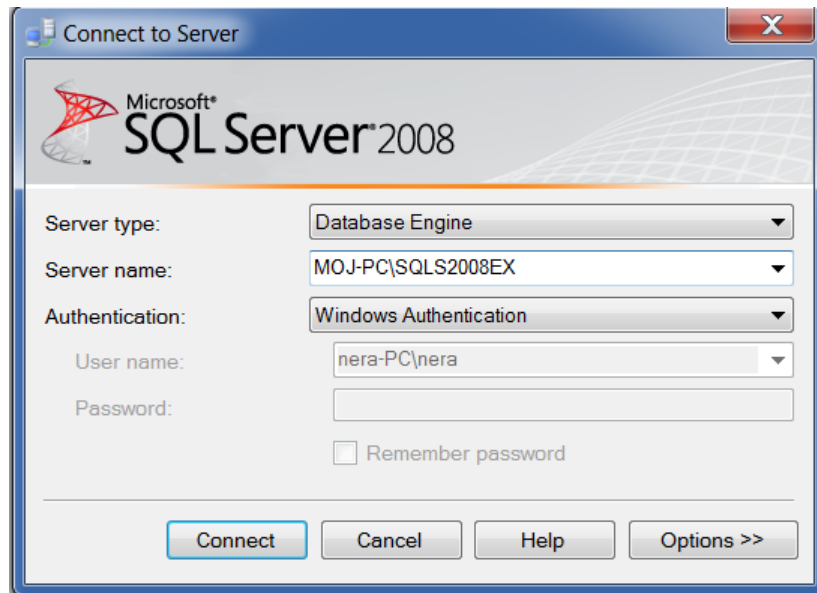 Connect to Server
X
Microsoft®
SQL Server® 2008
™
Server type: Database Engine
Server name: MOJ-PC\SQLS2008EX
Authentication: Windows Authentication
User name: nera-PC\nera
Password:
Remember password
Connect Cancel Help Options >>